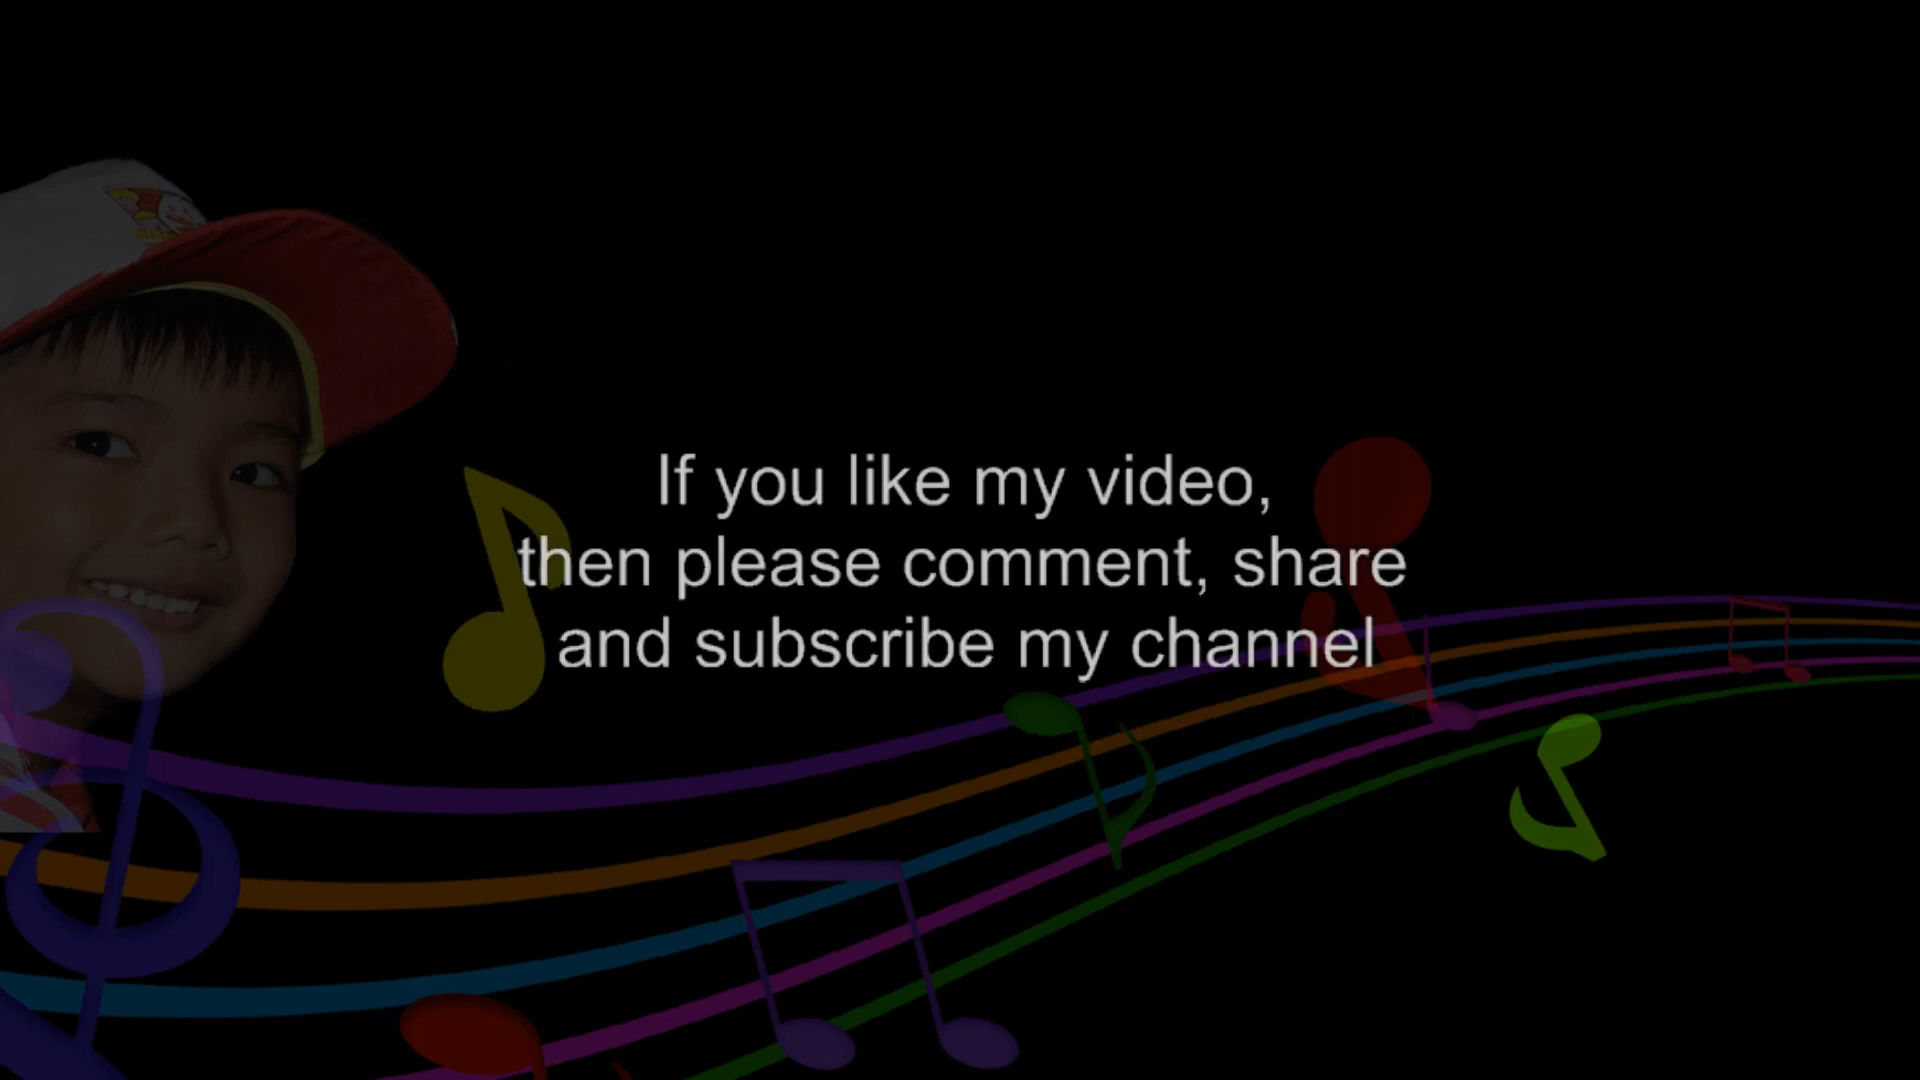 If you like my video,
then please comment, share
and subscribe my channel